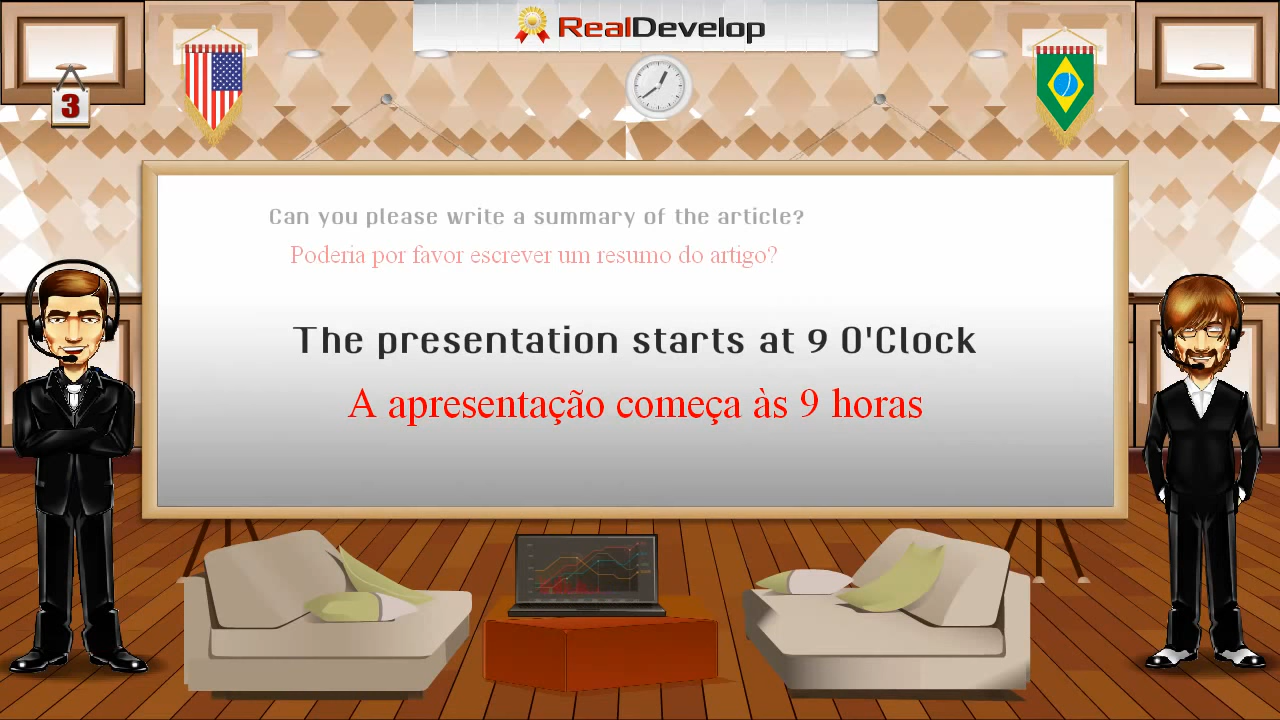 RealDevelop
3
Can you please write a summary of the article?
Poderia por favor escrever um resumo do artigo?
The presentation starts at 9 O'Clock
A apresentação começa às 9 horas